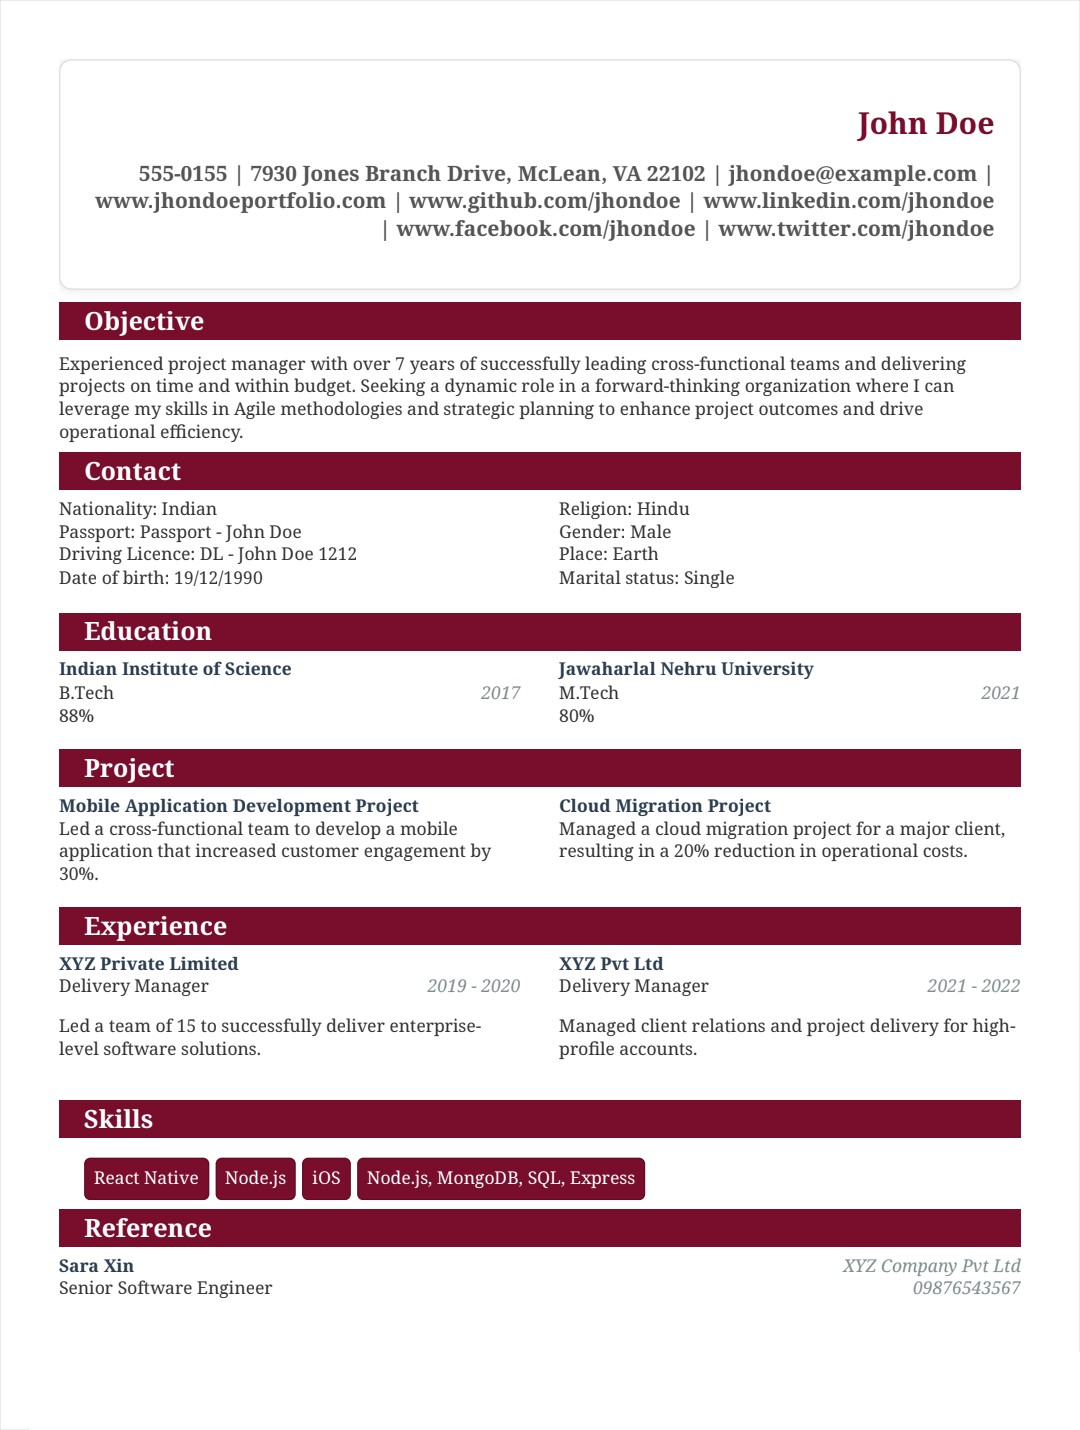 John Doe
555-0155 | 7930 Jones Branch Drive, McLean, VA 22102 | jhondoe@example.com |
www.jhondoeportfolio.com | www.github.com/jhondoe | www.linkedin.com/jhondoe
| www.facebook.com/jhondoe | www.twitter.com/jhondoe
Objective
Experienced project manager with over 7 years of successfully leading cross-functional teams and delivering
projects on time and within budget. Seeking a dynamic role in a forward-thinking organization where I can
leverage my skills in Agile methodologies and strategic planning to enhance project outcomes and drive
operational efficiency.
Contact
Nationality: Indian
Passport: Passport - John Doe
Driving Licence: DL - John Doe 1212
Date of birth: 19/12/1990
Religion: Hindu
Gender: Male
Place: Earth
Marital status: Single
Education
Indian Institute of Science
B.Tech 2017
88%
Jawaharlal Nehru University
M.Tech 2021
80%
Project
Mobile Application Development Project
Led a cross-functional team to develop a mobile
application that increased customer engagement by
30%.
Cloud Migration Project
Managed a cloud migration project for a major client,
resulting in a 20% reduction in operational costs.
Experience
XYZ Private Limited
Delivery Manager 2019 - 2020
Led a team of 15 to successfully deliver enterprise-
level software solutions.
XYZ Pvt Ltd
Delivery Manager 2021 - 2022
Managed client relations and project delivery for high-
profile accounts.
Skills
React Native Node.js iOS Node.js, MongoDB, SQL, Express
Reference
Sara Xin XYZ Company Pvt Ltd
Senior Software Engineer 09876543567